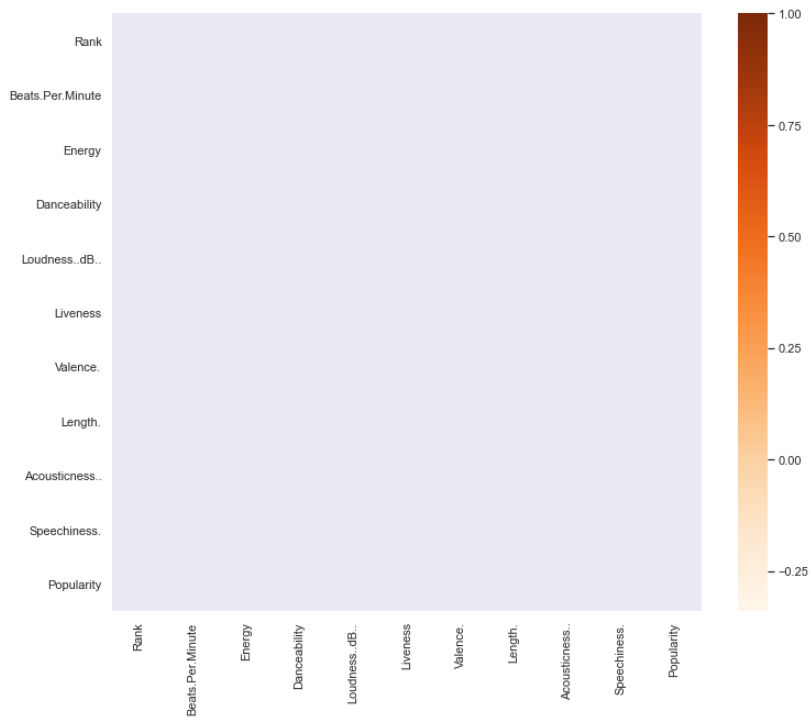 Rank
Beats.Per.Minute
Energy
Danceability
Loudness..dB..
Liveness
Valence.
Length.
Acousticness..
Speechiness.
Popularity
Rank
Beats.Per.Minute
Energy
Danceability
Loudness..dB..
Liveness
Valence.
Length.
Acousticness..
Speechiness.
Popularity
1.00
0.75
0.50
0.25
0.00
−0.25